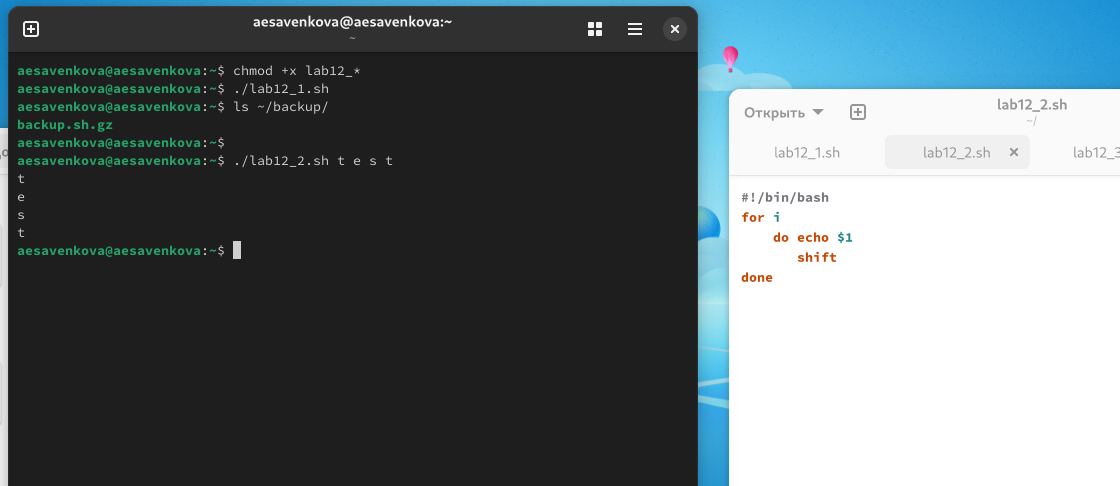 aesavenkova@aesavenkova:~
~
aesavenkova@aesavenkova:~$ chmod +x lab12_*
aesavenkova@aesavenkova:~$ ./lab12_1.sh
aesavenkova@aesavenkova:~$ ls ~/backup/
backup.sh.gz
aesavenkova@aesavenkova:~$
aesavenkova@aesavenkova:~$ ./lab12_2.sh t e s t
t
e
s
t
aesavenkova@aesavenkova:~$
Открыть
lab12_2.sh
~/
lab12_1.sh
lab12_2.sh
lab12_3
#!/bin/bash
for i
do echo $1
shift
done